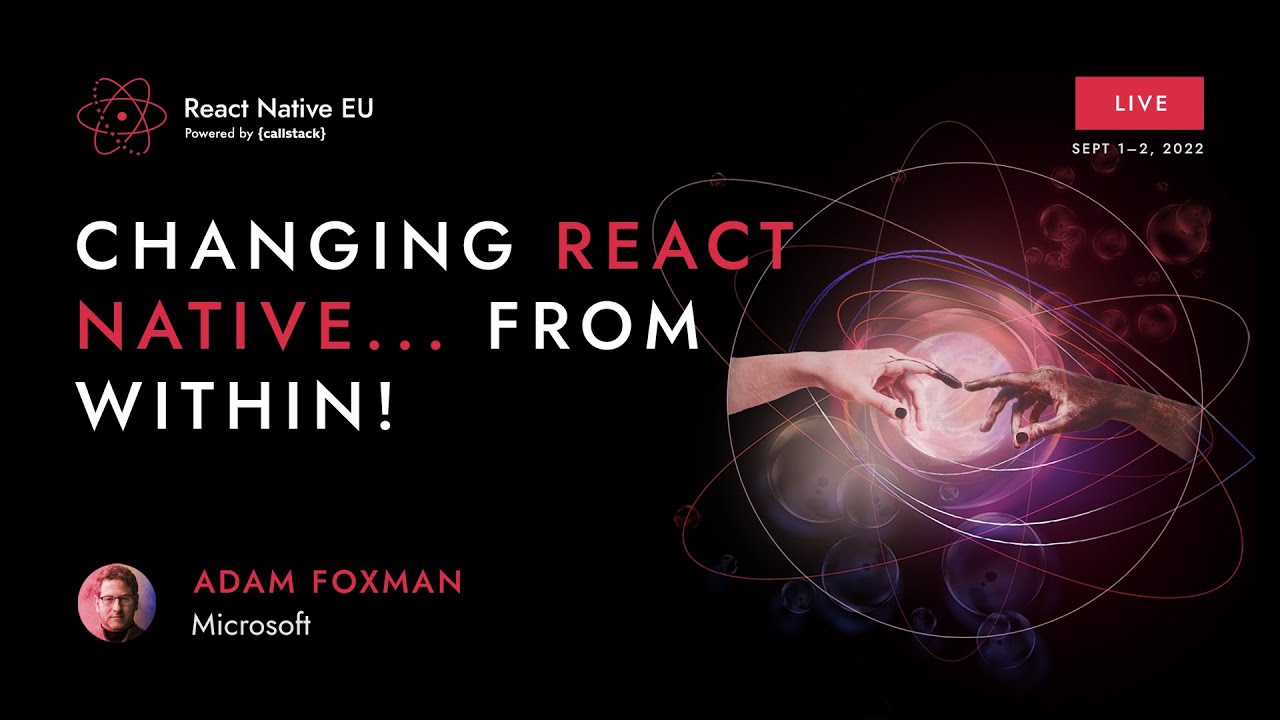 React Native EU
Powered by {callstack}
LIVE
SEPT 1–2, 2022
CHANGING REACT
NATIVE... FROM
WITHIN!
ADAM FOXMAN
Microsoft